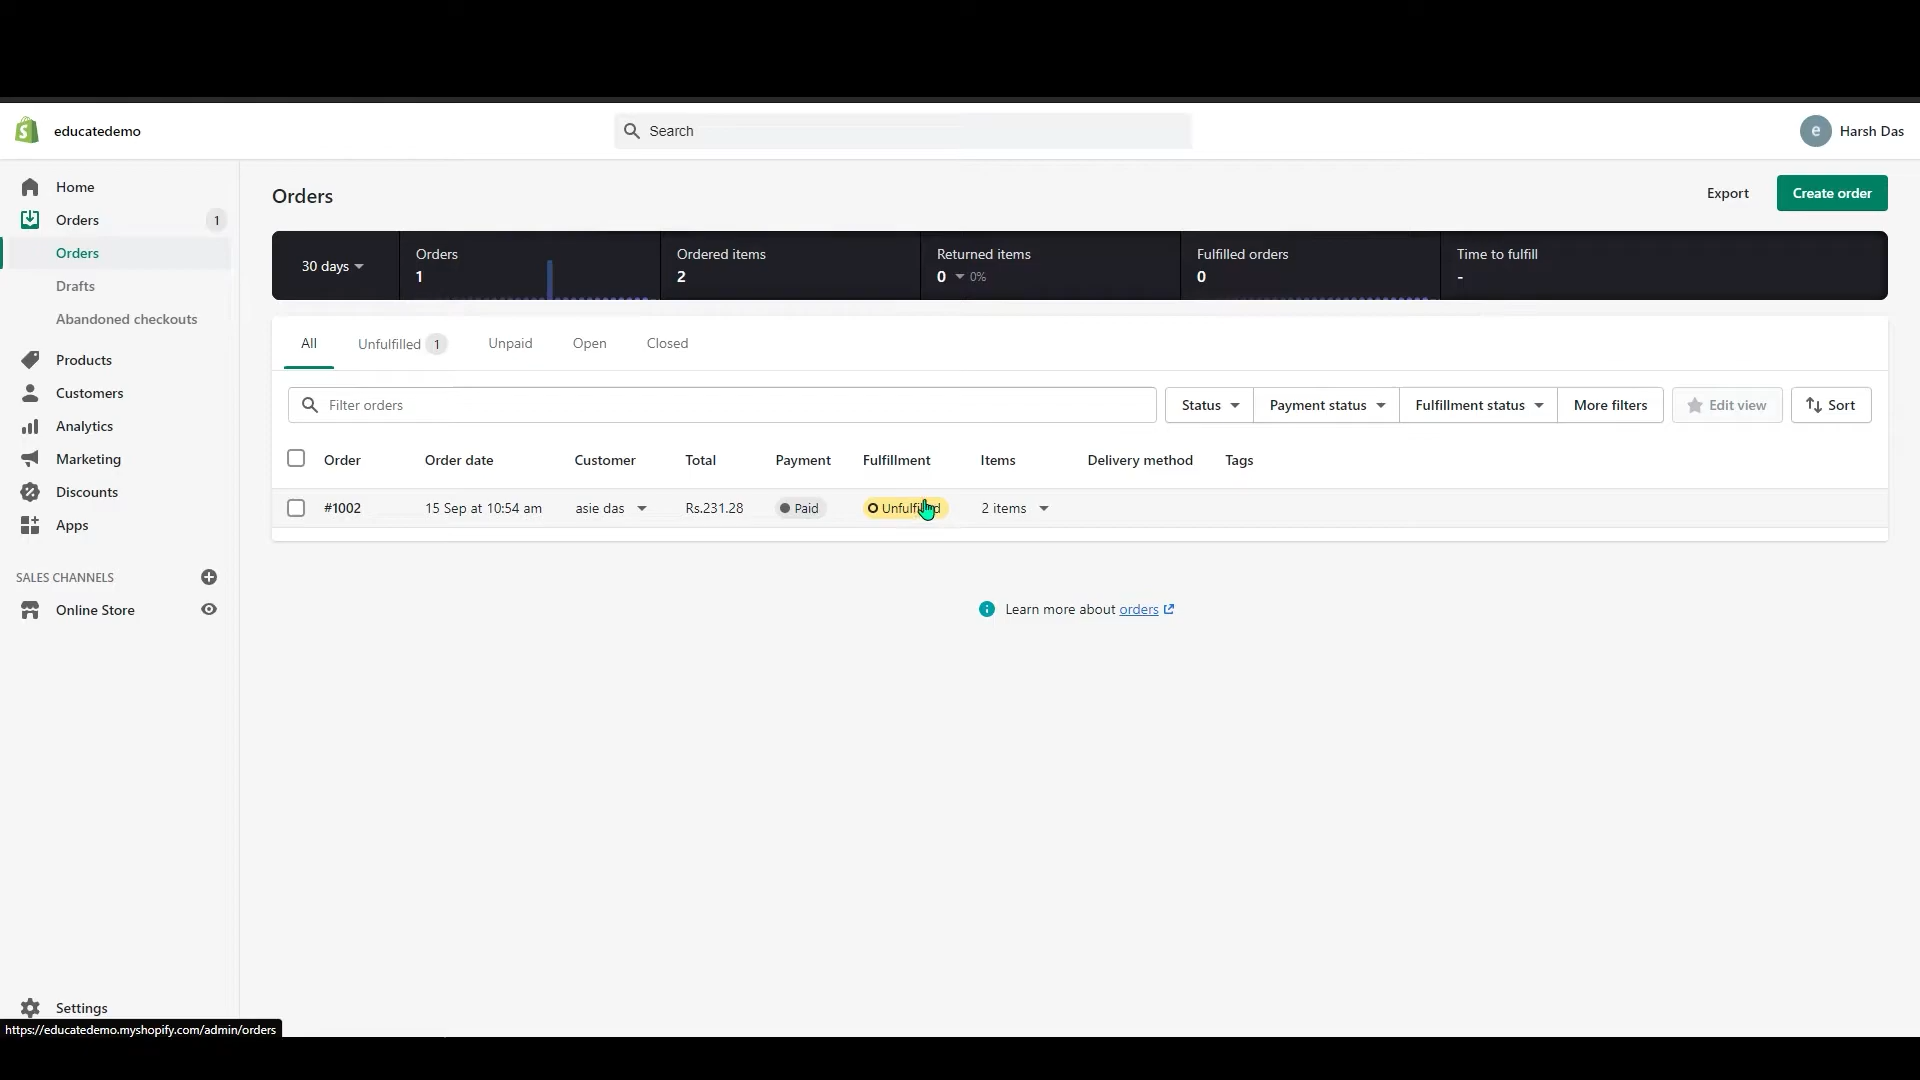 educatedemo
Search
e Harsh Das
Home
Orders 1
Orders
Drafts
Abandoned checkouts
Products
Customers
Analytics
Marketing
Discounts
Apps
SALES CHANNELS
Online Store
Settings
https://educatedemo.myshopify.com/admin/orders
Orders
Export Create order
30 days
Orders
1
Ordered items
2
Returned items
0 0%
Fulfilled orders
0
Time to fulfill
-
All Unfulfilled 1 Unpaid Open Closed
Filter orders Status Payment status Fulfillment status More filters Edit view Sort
Order Order date Customer Total Payment Fulfillment Items Delivery method Tags
#1002 15 Sep at 10:54 am asie das Rs.231.28 Paid Unfulfilled 2 items
Learn more about orders